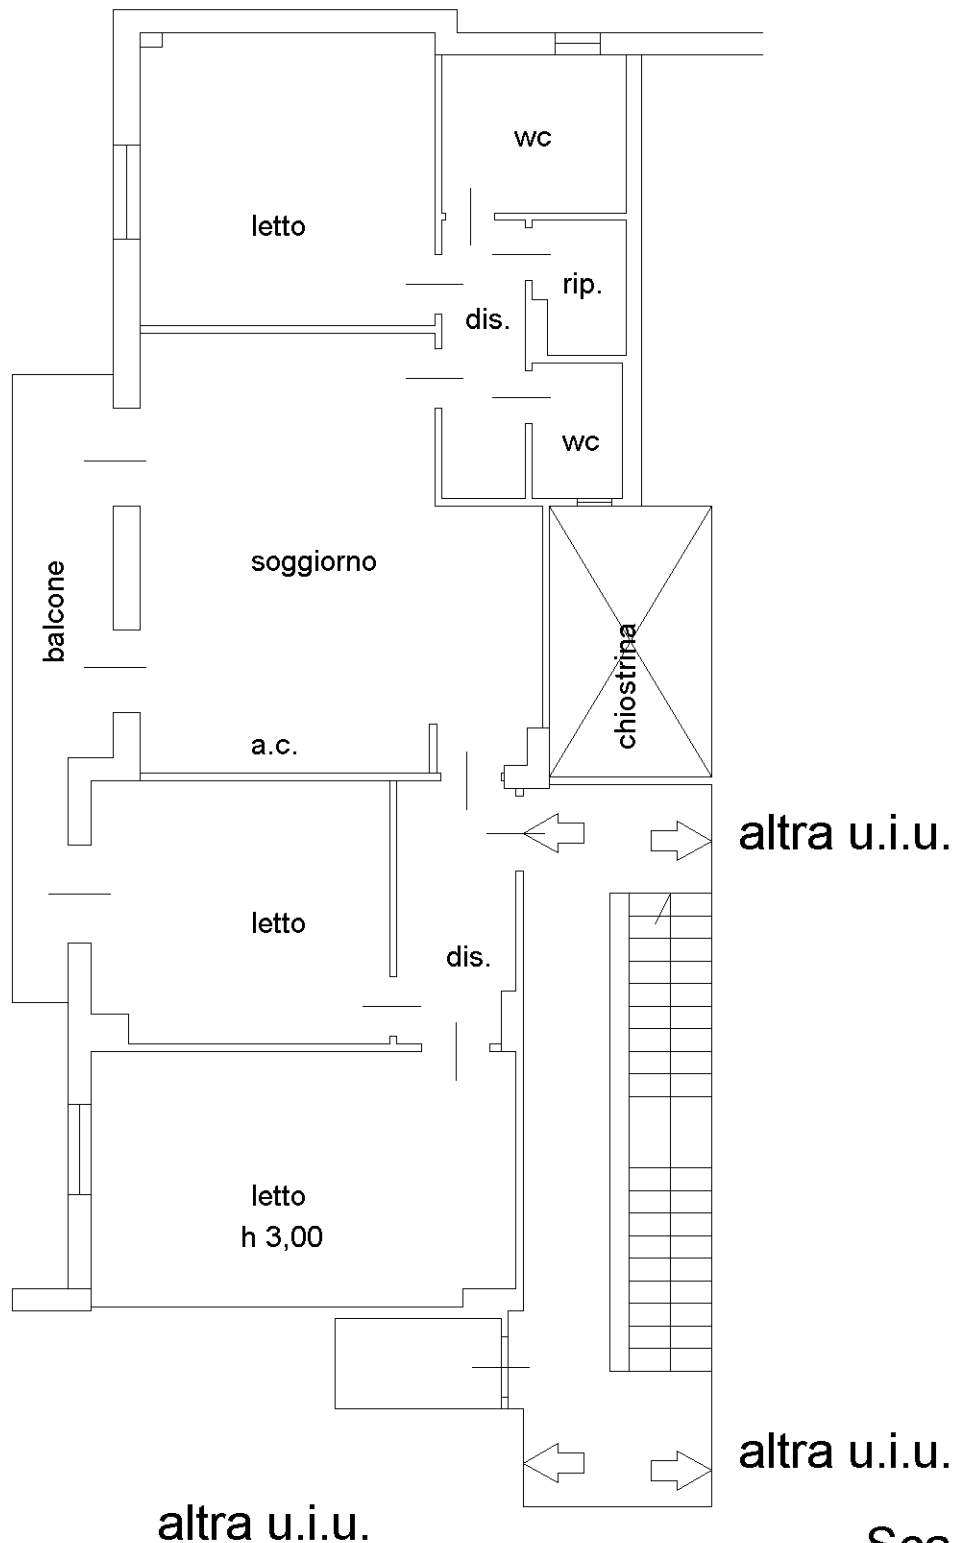 wc
letto
rip.
dis.
wc
soggiorno
balcone
chiostrina
a.c.
altra u.i.u.
letto
dis.
letto
h 3,00
altra u.i.u.
altra u.i.u.